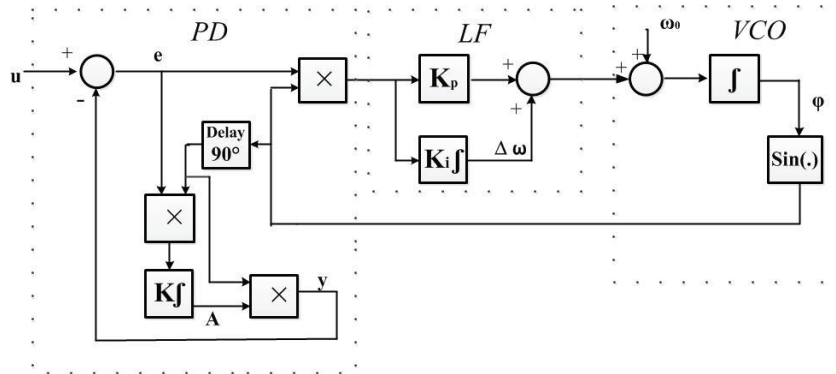 PD
LF
VCO
ω₀
u
+
-
e
×
Kₚ
+
+
+
+
∫
φ
Delay
90°
Kᵢ∫
Δ ω
Sin(.)
×
K∫
A
×
y